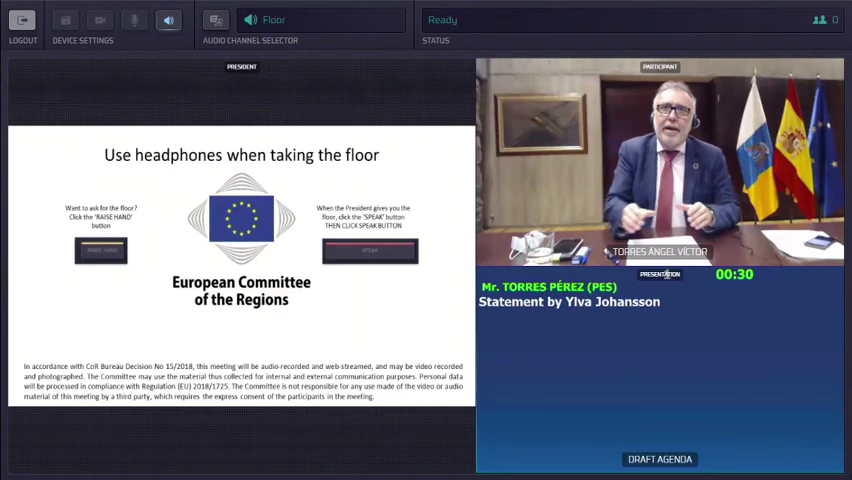 Floor
Ready
0
LOGOUT
DEVICE SETTINGS
AUDIO CHANNEL SELECTOR
STATUS
PRESIDENT
PARTICIPANT
Use headphones when taking the floor
Want to ask for the floor?
Click the 'RAISE HAND'
button
RAISE HAND
When the President gives you the
floor, click the 'SPEAK' button
THEN CLICK SPEAK BUTTON
SPEAK
European Committee
of the Regions
In accordance with CoR Bureau Decision No 15/2018, this meeting will be audio-recorded and web-streamed, and may be video recorded
and photographed. The Committee may use the material thus collected for internal and external communication purposes. Personal data
will be processed in compliance with Regulation (EU) 2018/1725. The Committee is not responsible for any use made of the video or audio
material of this meeting by a third party, which requires the express consent of the participants in the meeting.
TORRES ÁNGEL VÍCTOR
PRESENTATION
00:30
Mr. TORRES PÉREZ (PES)
Statement by Ylva Johansson
DRAFT AGENDA